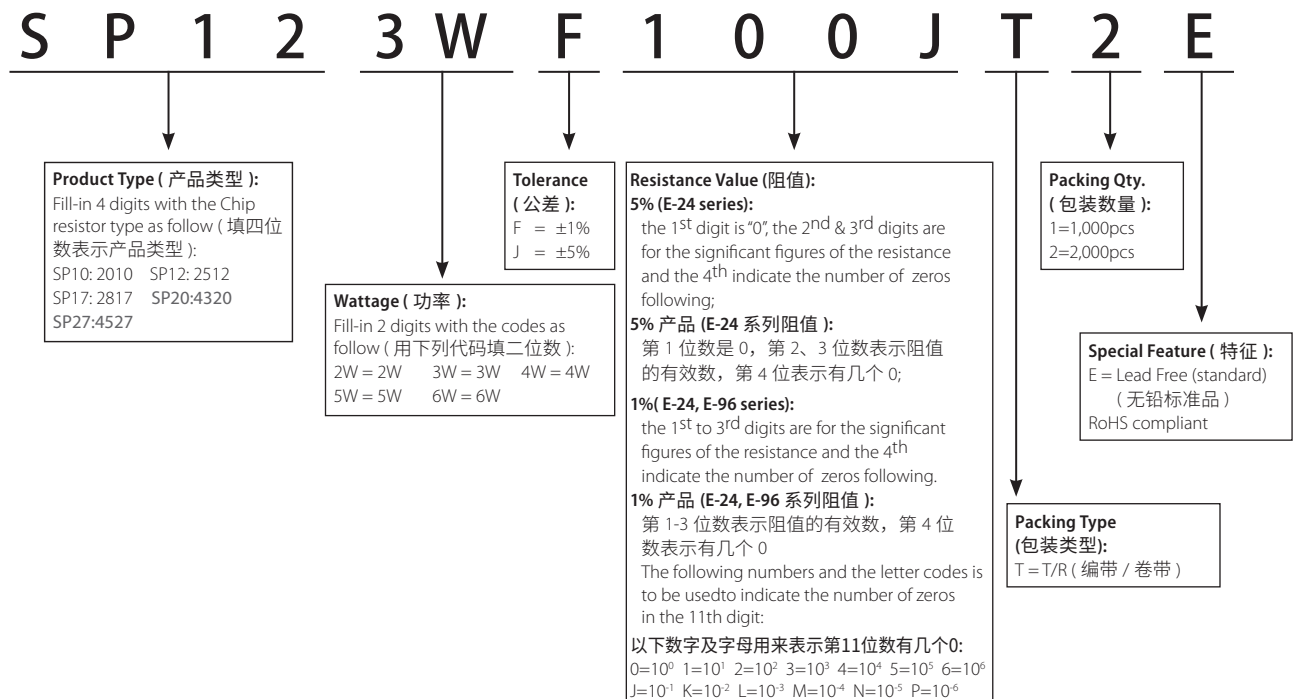 S P 1 2 3 W F 1 0 0 J T 2 E
Product Type ( 产品类型 ):
Fill-in 4 digits with the Chip
resistor type as follow ( 填四位
数表示产品类型 ):
SP10: 2010 SP12: 2512
SP17: 2817 SP20:4320
SP27:4527
Wattage ( 功率 ):
Fill-in 2 digits with the codes as
follow ( 用下列代码填二位数 ):
2W = 2W 3W = 3W 4W = 4W
5W = 5W 6W = 6W
Tolerance
( 公差 ):
F = ±1%
J = ±5%
Resistance Value (阻值):
5% (E-24 series):
the 1st digit is “0”, the 2nd & 3rd digits are
for the significant figures of the resistance
and the 4th indicate the number of zeros
following;
5% 产品 (E-24 系列阻值 ):
第 1 位数是 0，第 2、3 位数表示阻值
的有效数，第 4 位表示有几个 0;
1%( E-24, E-96 series):
the 1st to 3rd digits are for the significant
figures of the resistance and the 4th
indicate the number of zeros following.
1% 产品 (E-24, E-96 系列阻值 ):
第 1-3 位数表示阻值的有效数，第 4 位
数表示有几个 0
The following numbers and the letter codes is
to be usedto indicate the number of zeros
in the 11th digit:
以下数字及字母用来表示第11位数有几个0:
0=10⁰ 1=10¹ 2=10² 3=10³ 4=10⁴ 5=10⁵ 6=10⁶
J=10⁻¹ K=10⁻² L=10⁻³ M=10⁻⁴ N=10⁻⁵ P=10⁻⁶
Packing Type
(包装类型):
T = T/R ( 编带 / 卷带 )
Packing Qty.
( 包装数量 ):
1=1,000pcs
2=2,000pcs
Special Feature ( 特征 ):
E = Lead Free (standard)
( 无铅标准品 )
RoHS compliant